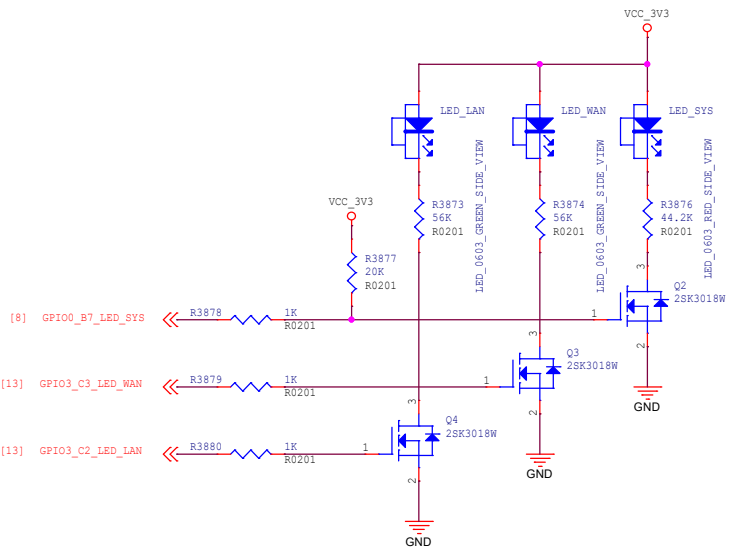 VCC_3V3
LED_LAN
LED_WAN
LED_SYS
LED_0603_GREEN_SIDE_VIEW
LED_0603_GREEN_SIDE_VIEW
LED_0603_RED_SIDE_VIEW
R3873
56K
R0201
R3874
56K
R0201
R3876
44.2K
R0201
VCC_3V3
R3877
20K
R0201
3
Q2
2SK3018W
1
2
GND
[8] GPIO0_B7_LED_SYS
R3878
1K
R0201
3
Q3
2SK3018W
1
2
GND
[13] GPIO3_C3_LED_WAN
R3879
1K
R0201
3
Q4
2SK3018W
1
2
GND
[13] GPIO3_C2_LED_LAN
R3880
1K
R0201